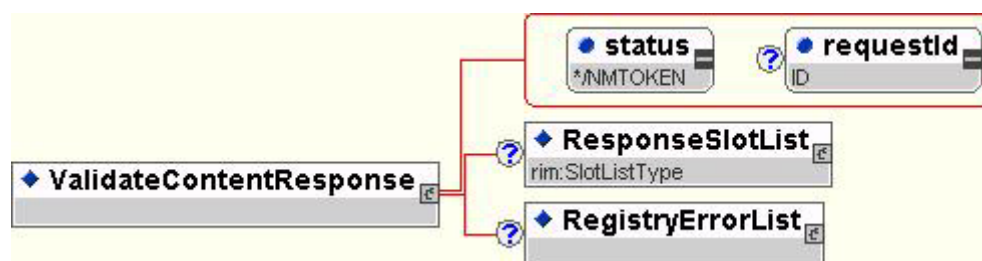 status
*/NMTOKEN
? requestId
ID
? ResponseSlotList
rim:SlotListType
ValidateContentResponse
? RegistryErrorList